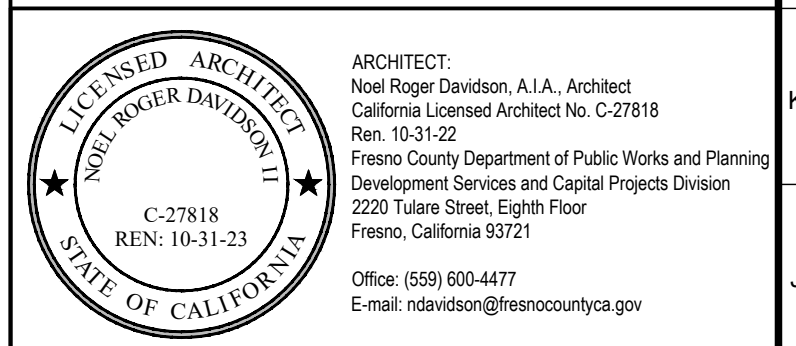 LICENSED ARCHITECT
NOEL ROGER DAVIDSON II
C-27818
REN: 10-31-23
STATE OF CALIFORNIA
ARCHITECT:
Noel Roger Davidson, A.I.A., Architect
California Licensed Architect No. C-27818
Ren. 10-31-22
Fresno County Department of Public Works and Planning
Development Services and Capital Projects Division
2220 Tulare Street, Eighth Floor
Fresno, California 93721
Office: (559) 600-4477
E-mail: ndavidson@fresnocountyca.gov